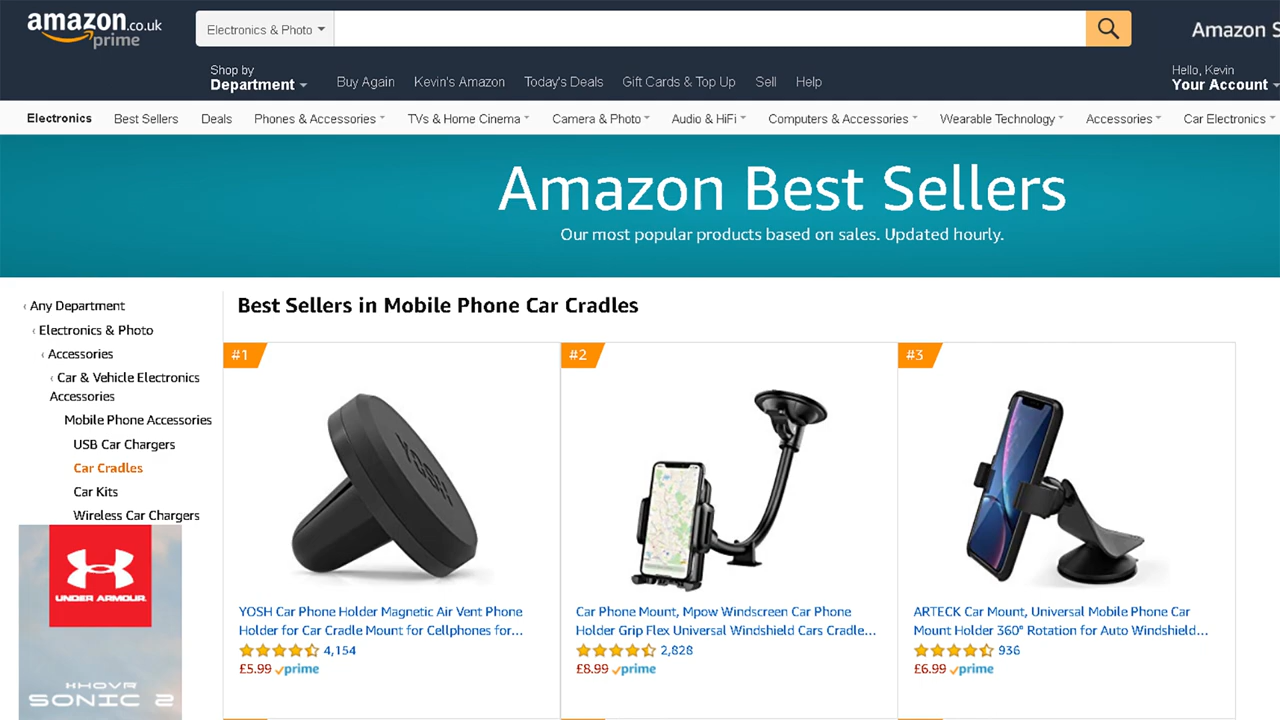 amazon.co.uk
prime
Electronics & Photo
Amazon S
Shop by
Department
Buy Again
Kevin's Amazon
Today's Deals
Gift Cards & Top Up
Sell
Help
Hello, Kevin
Your Account
Electronics
Best Sellers
Deals
Phones & Accessories
TVs & Home Cinema
Camera & Photo
Audio & HiFi
Computers & Accessories
Wearable Technology
Accessories
Car Electronics
Amazon Best Sellers
Our most popular products based on sales. Updated hourly.
‹ Any Department
‹ Electronics & Photo
‹ Accessories
‹ Car & Vehicle Electronics
Accessories
Mobile Phone Accessories
USB Car Chargers
Car Cradles
Car Kits
Wireless Car Chargers
UNDER ARMOUR
HHOVR
SONIC 2
Best Sellers in Mobile Phone Car Cradles
#1
YOSH
YOSH Car Phone Holder Magnetic Air Vent Phone
Holder for Car Cradle Mount for Cellphones for...
4,154
£5.99 prime
#2
Car Phone Mount, Mpow Windscreen Car Phone
Holder Grip Flex Universal Windshield Cars Cradle...
2,828
£8.99 prime
#3
ARTECK Car Mount, Universal Mobile Phone Car
Mount Holder 360° Rotation for Auto Windshield...
936
£6.99 prime